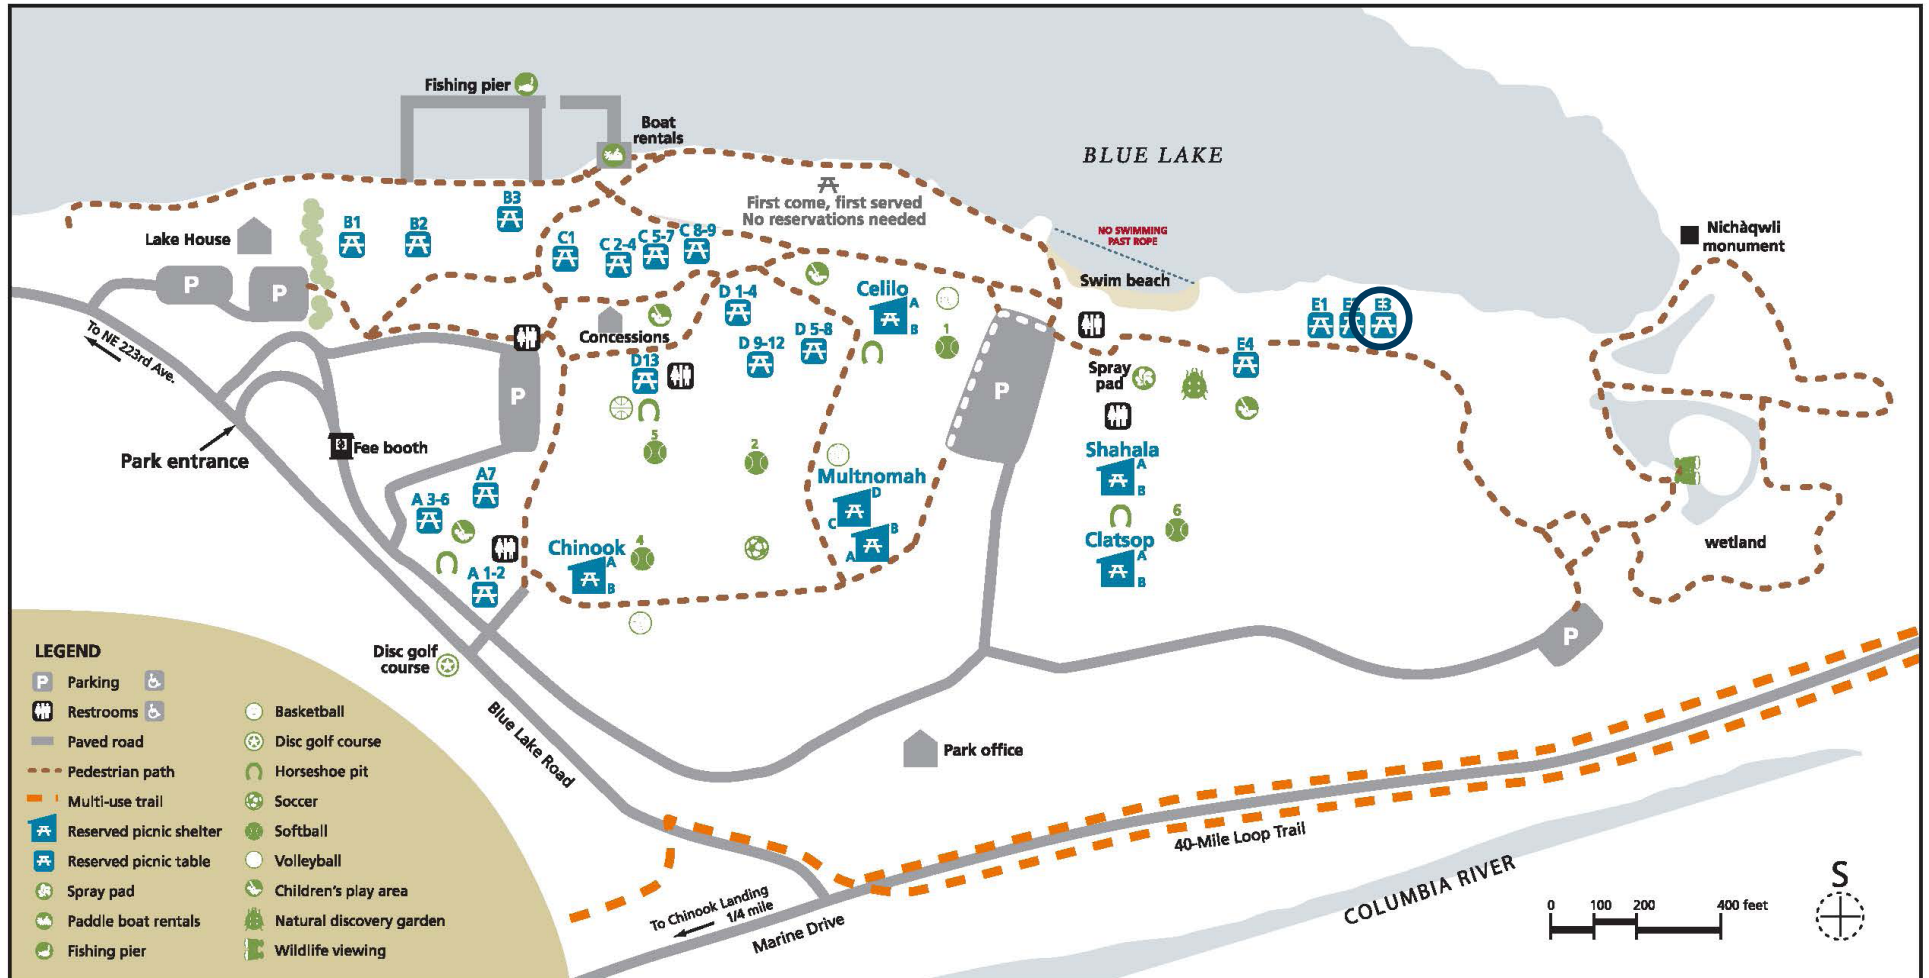 Fishing pier
Boat
rentals
BLUE LAKE
First come, first served
No reservations needed
NO SWIMMING
PAST ROPE
Swim beach
Nichàqwli
monument
Lake House
B1
B2
B3
C1
C 2-4
C 5-7
C 8-9
P
P
Concessions
D 1-4
D 5-8
D 9-12
D13
Celilo
A
B
1
P
P
E1
E3
E4
Spray
pad
To NE 223rd Ave.
Park entrance
Fee booth
5
2
A7
A 3-6
A 1-2
Multnomah
D
C
B
A
Shahala
A
B
6
Clatsop
A
B
Chinook
A
B
4
wetland
P
Disc golf
course
Blue Lake Road
Park office
40-Mile Loop Trail
To Chinook Landing
1/4 mile
Marine Drive
COLUMBIA RIVER
0 100 200 400 feet
S
LEGEND
P Parking
Restrooms
Paved road
Pedestrian path
Multi-use trail
Reserved picnic shelter
Reserved picnic table
Spray pad
Paddle boat rentals
Fishing pier
Basketball
Disc golf course
Horseshoe pit
Soccer
Softball
Volleyball
Children's play area
Natural discovery garden
Wildlife viewing